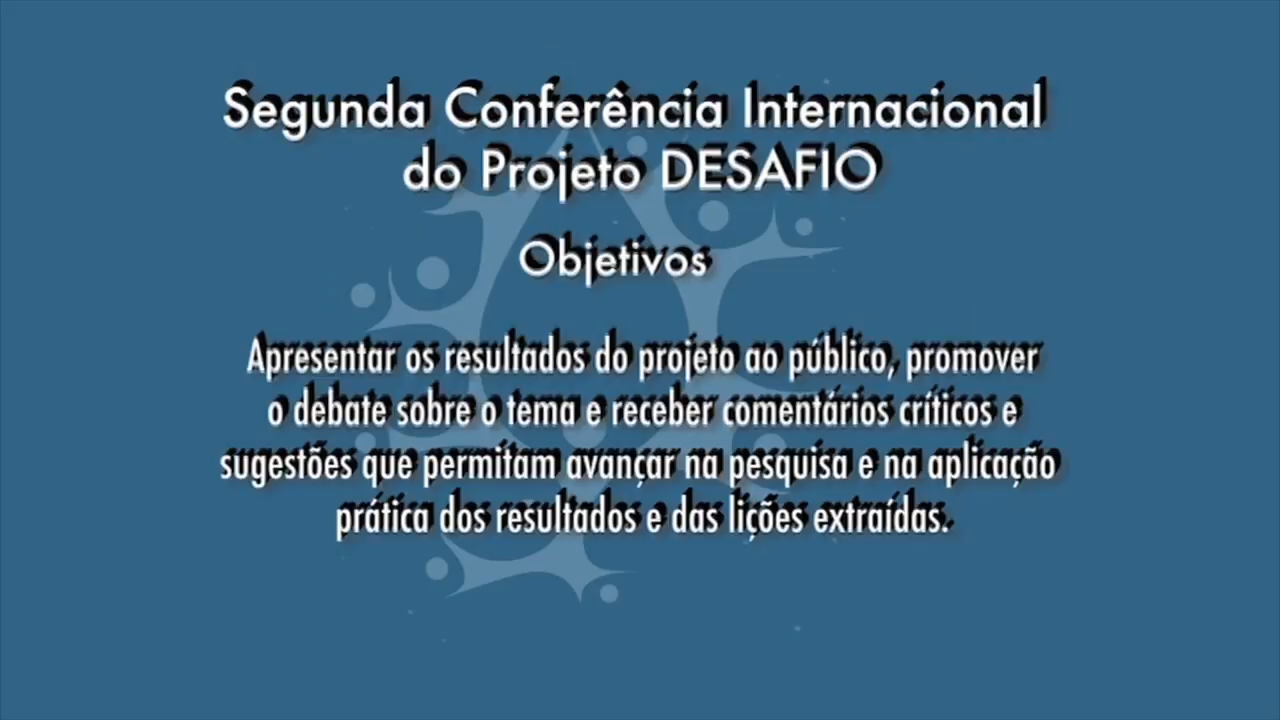 Segunda Conferência Internacional
do Projeto DESAFIO
Objetivos
Apresentar os resultados do projeto ao público, promover
o debate sobre o tema e receber comentários críticos e
sugestões que permitam avançar na pesquisa e na aplicação
prática dos resultados e das lições extraídas.